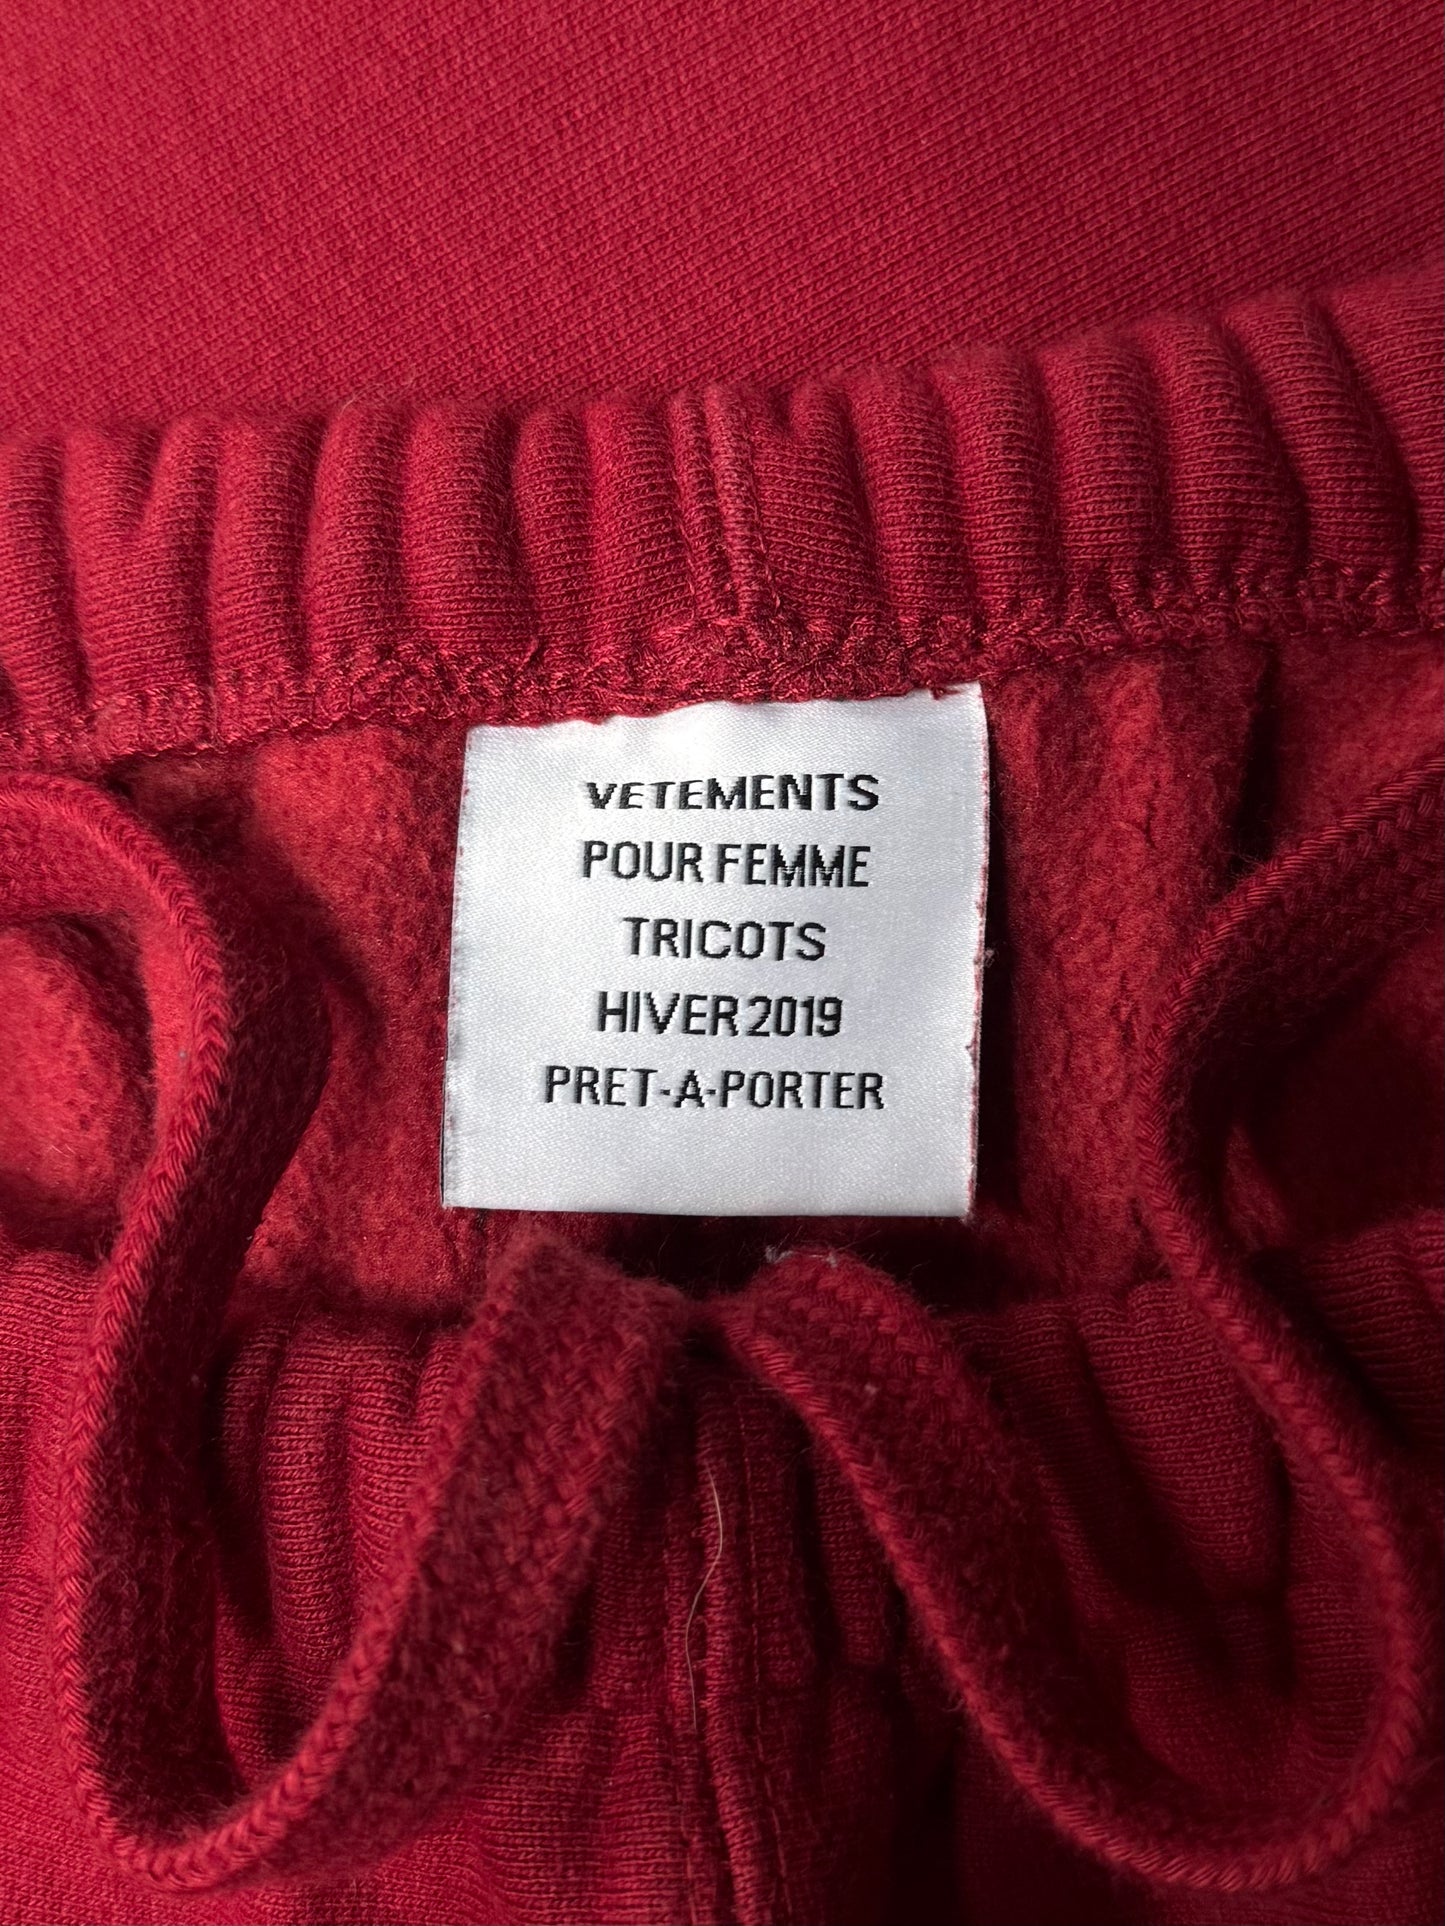 VETEMENTS
POUR FEMME
TRICOTS
HIVER 2019
PRET-A-PORTER